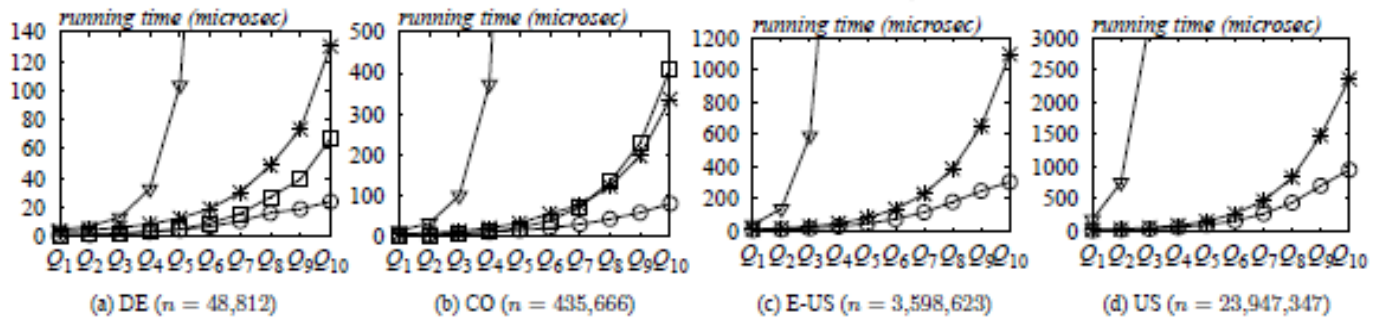 running time (microsec)
140
120
100
80
60
40
20
0
Q1 Q2 Q3 Q4 Q5 Q6 Q7 Q8 Q9 Q10
(a) DE (n = 48,812)
running time (microsec)
500
400
300
200
100
0
Q1 Q2 Q3 Q4 Q5 Q6 Q7 Q8 Q9 Q10
(b) CO (n = 435,666)
running time (microsec)
1200
1000
800
600
400
200
0
Q1 Q2 Q3 Q4 Q5 Q6 Q7 Q8 Q9 Q10
(c) E-US (n = 3,598,623)
running time (microsec)
3000
2500
2000
1500
1000
500
0
Q1 Q2 Q3 Q4 Q5 Q6 Q7 Q8 Q9 Q10
(d) US (n = 23,947,347)